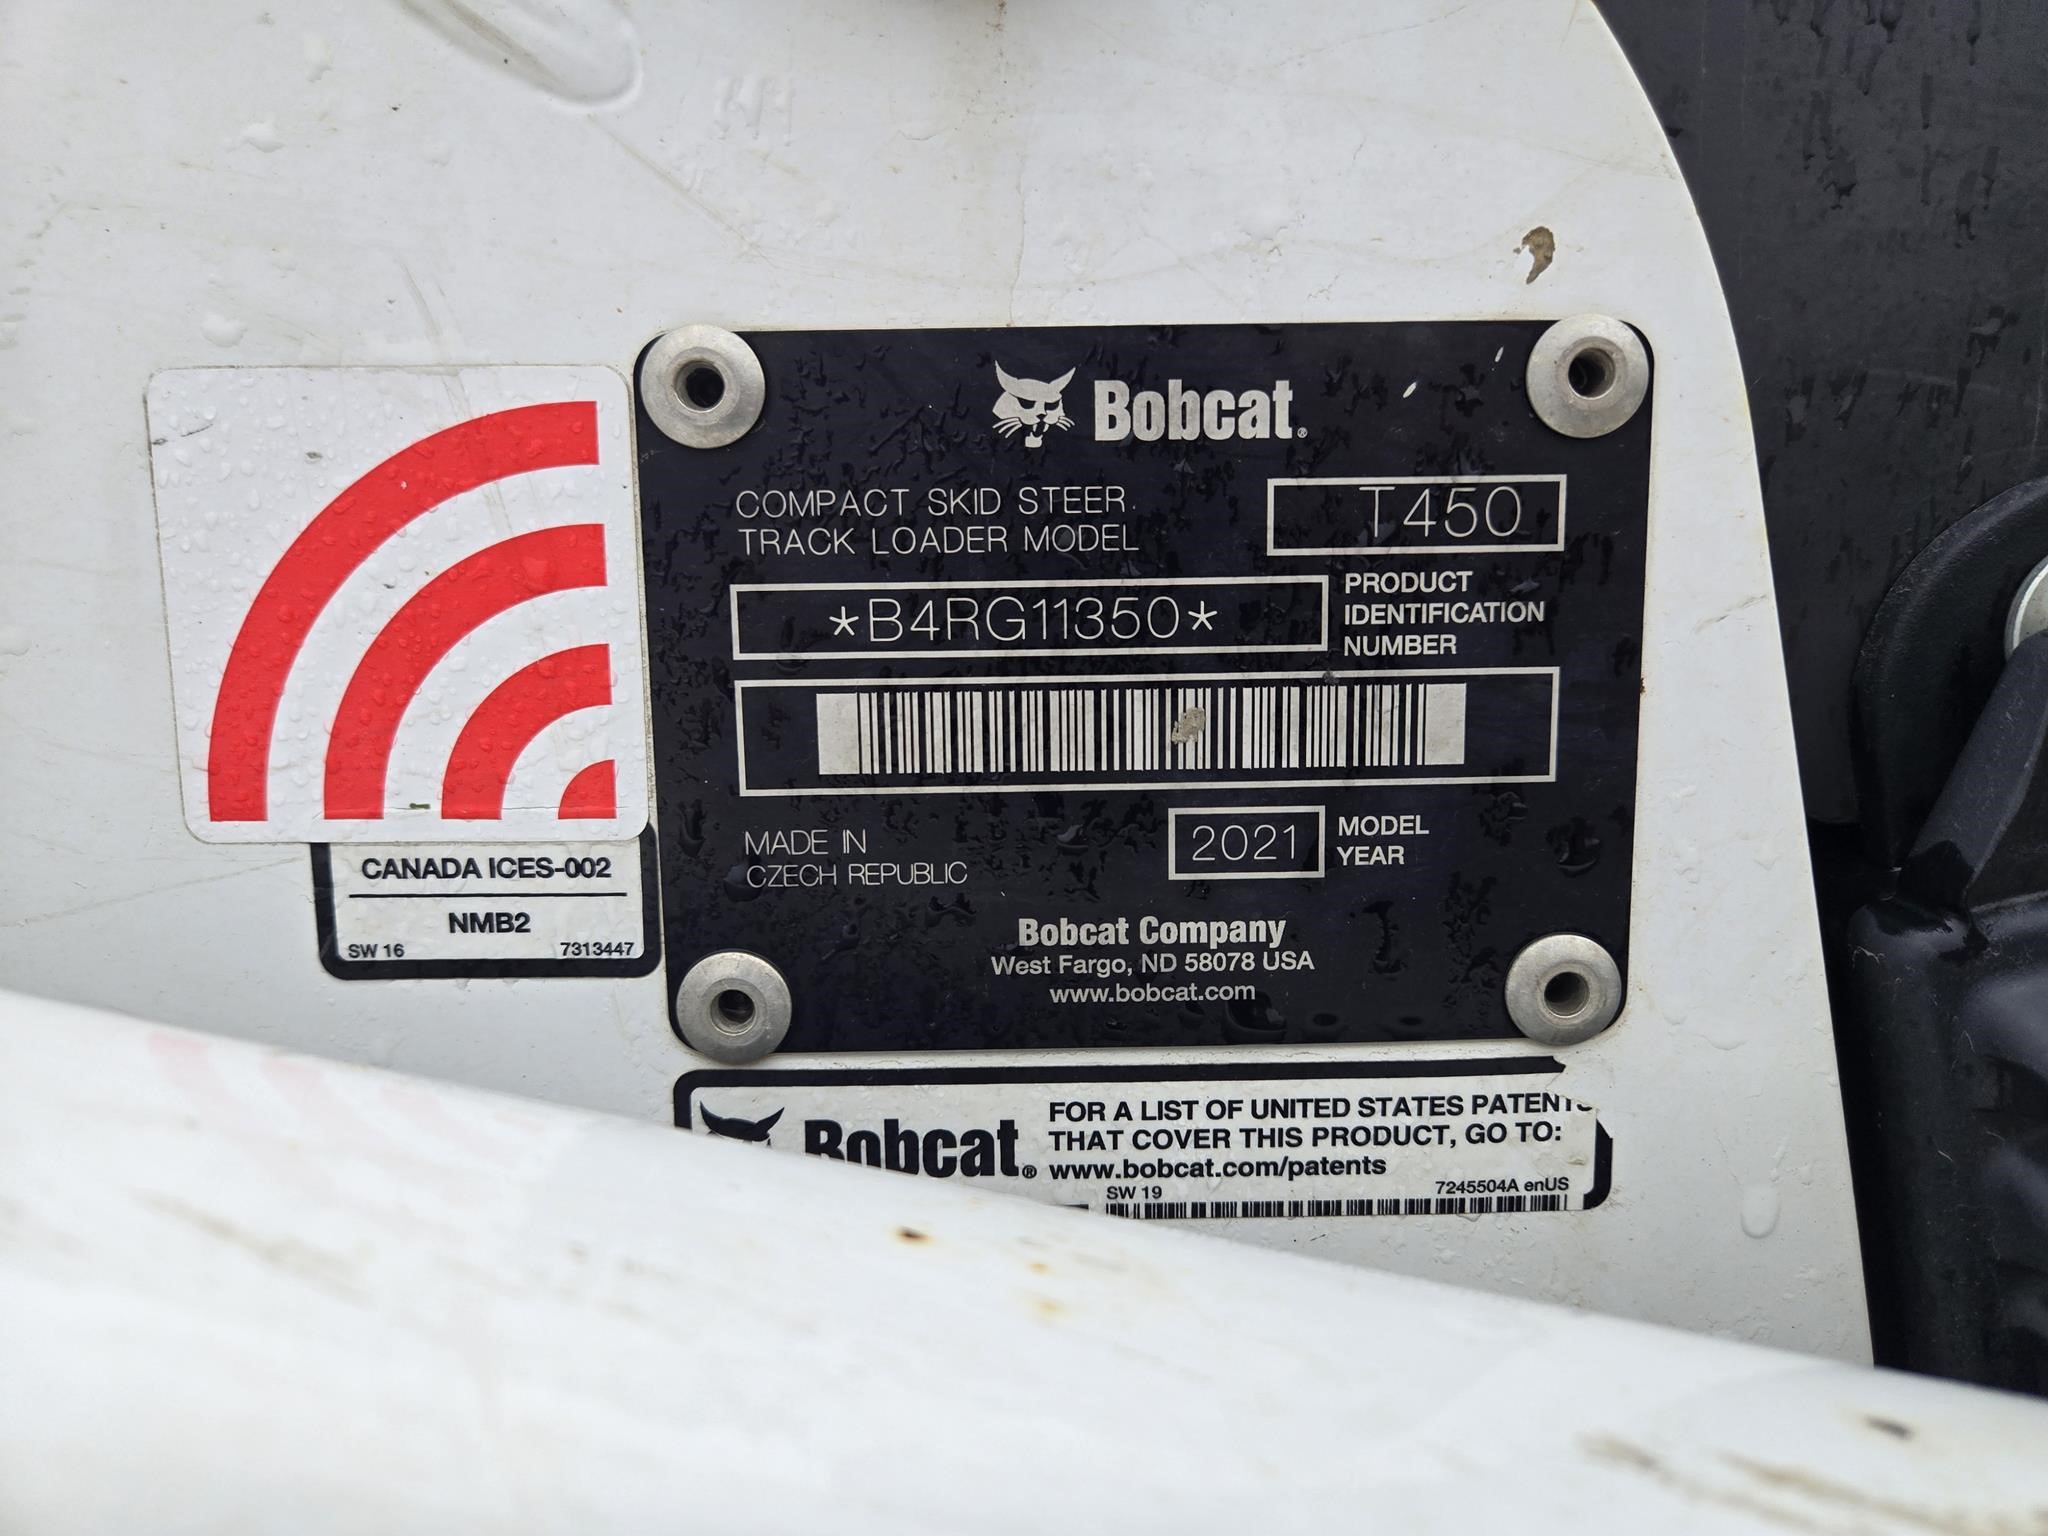 Bobcat®
COMPACT SKID STEER
TRACK LOADER MODEL
T450
*B4RG11350*
PRODUCT
IDENTIFICATION
NUMBER
MADE IN
CZECH REPUBLIC
2021
MODEL
YEAR
Bobcat Company
West Fargo, ND 58078 USA
www.bobcat.com
CANADA ICES-002
NMB2
SW 16 7313447
Bobcat®
FOR A LIST OF UNITED STATES PATENTS
THAT COVER THIS PRODUCT, GO TO:
www.bobcat.com/patents
SW 19 7245504A enUS